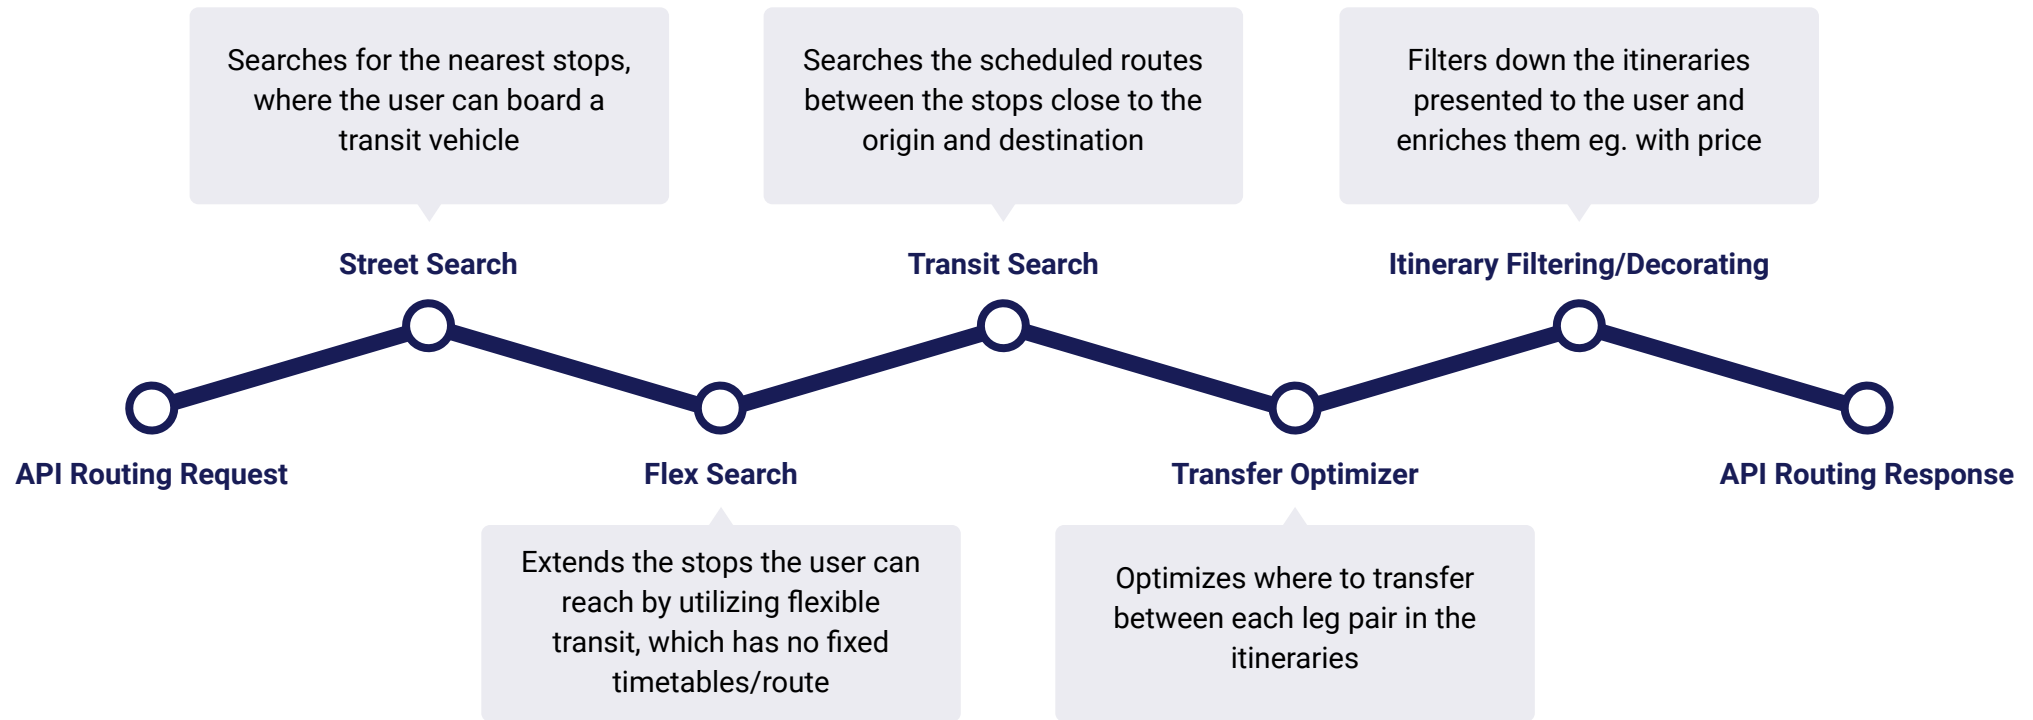 Searches for the nearest stops,
where the user can board a
transit vehicle
Searches the scheduled routes
between the stops close to the
origin and destination
Filters down the itineraries
presented to the user and
enriches them eg. with price
Street Search
Transit Search
Itinerary Filtering/Decorating
API Routing Request
Flex Search
Transfer Optimizer
API Routing Response
Extends the stops the user can
reach by utilizing flexible
transit, which has no fixed
timetables/route
Optimizes where to transfer
between each leg pair in the
itineraries